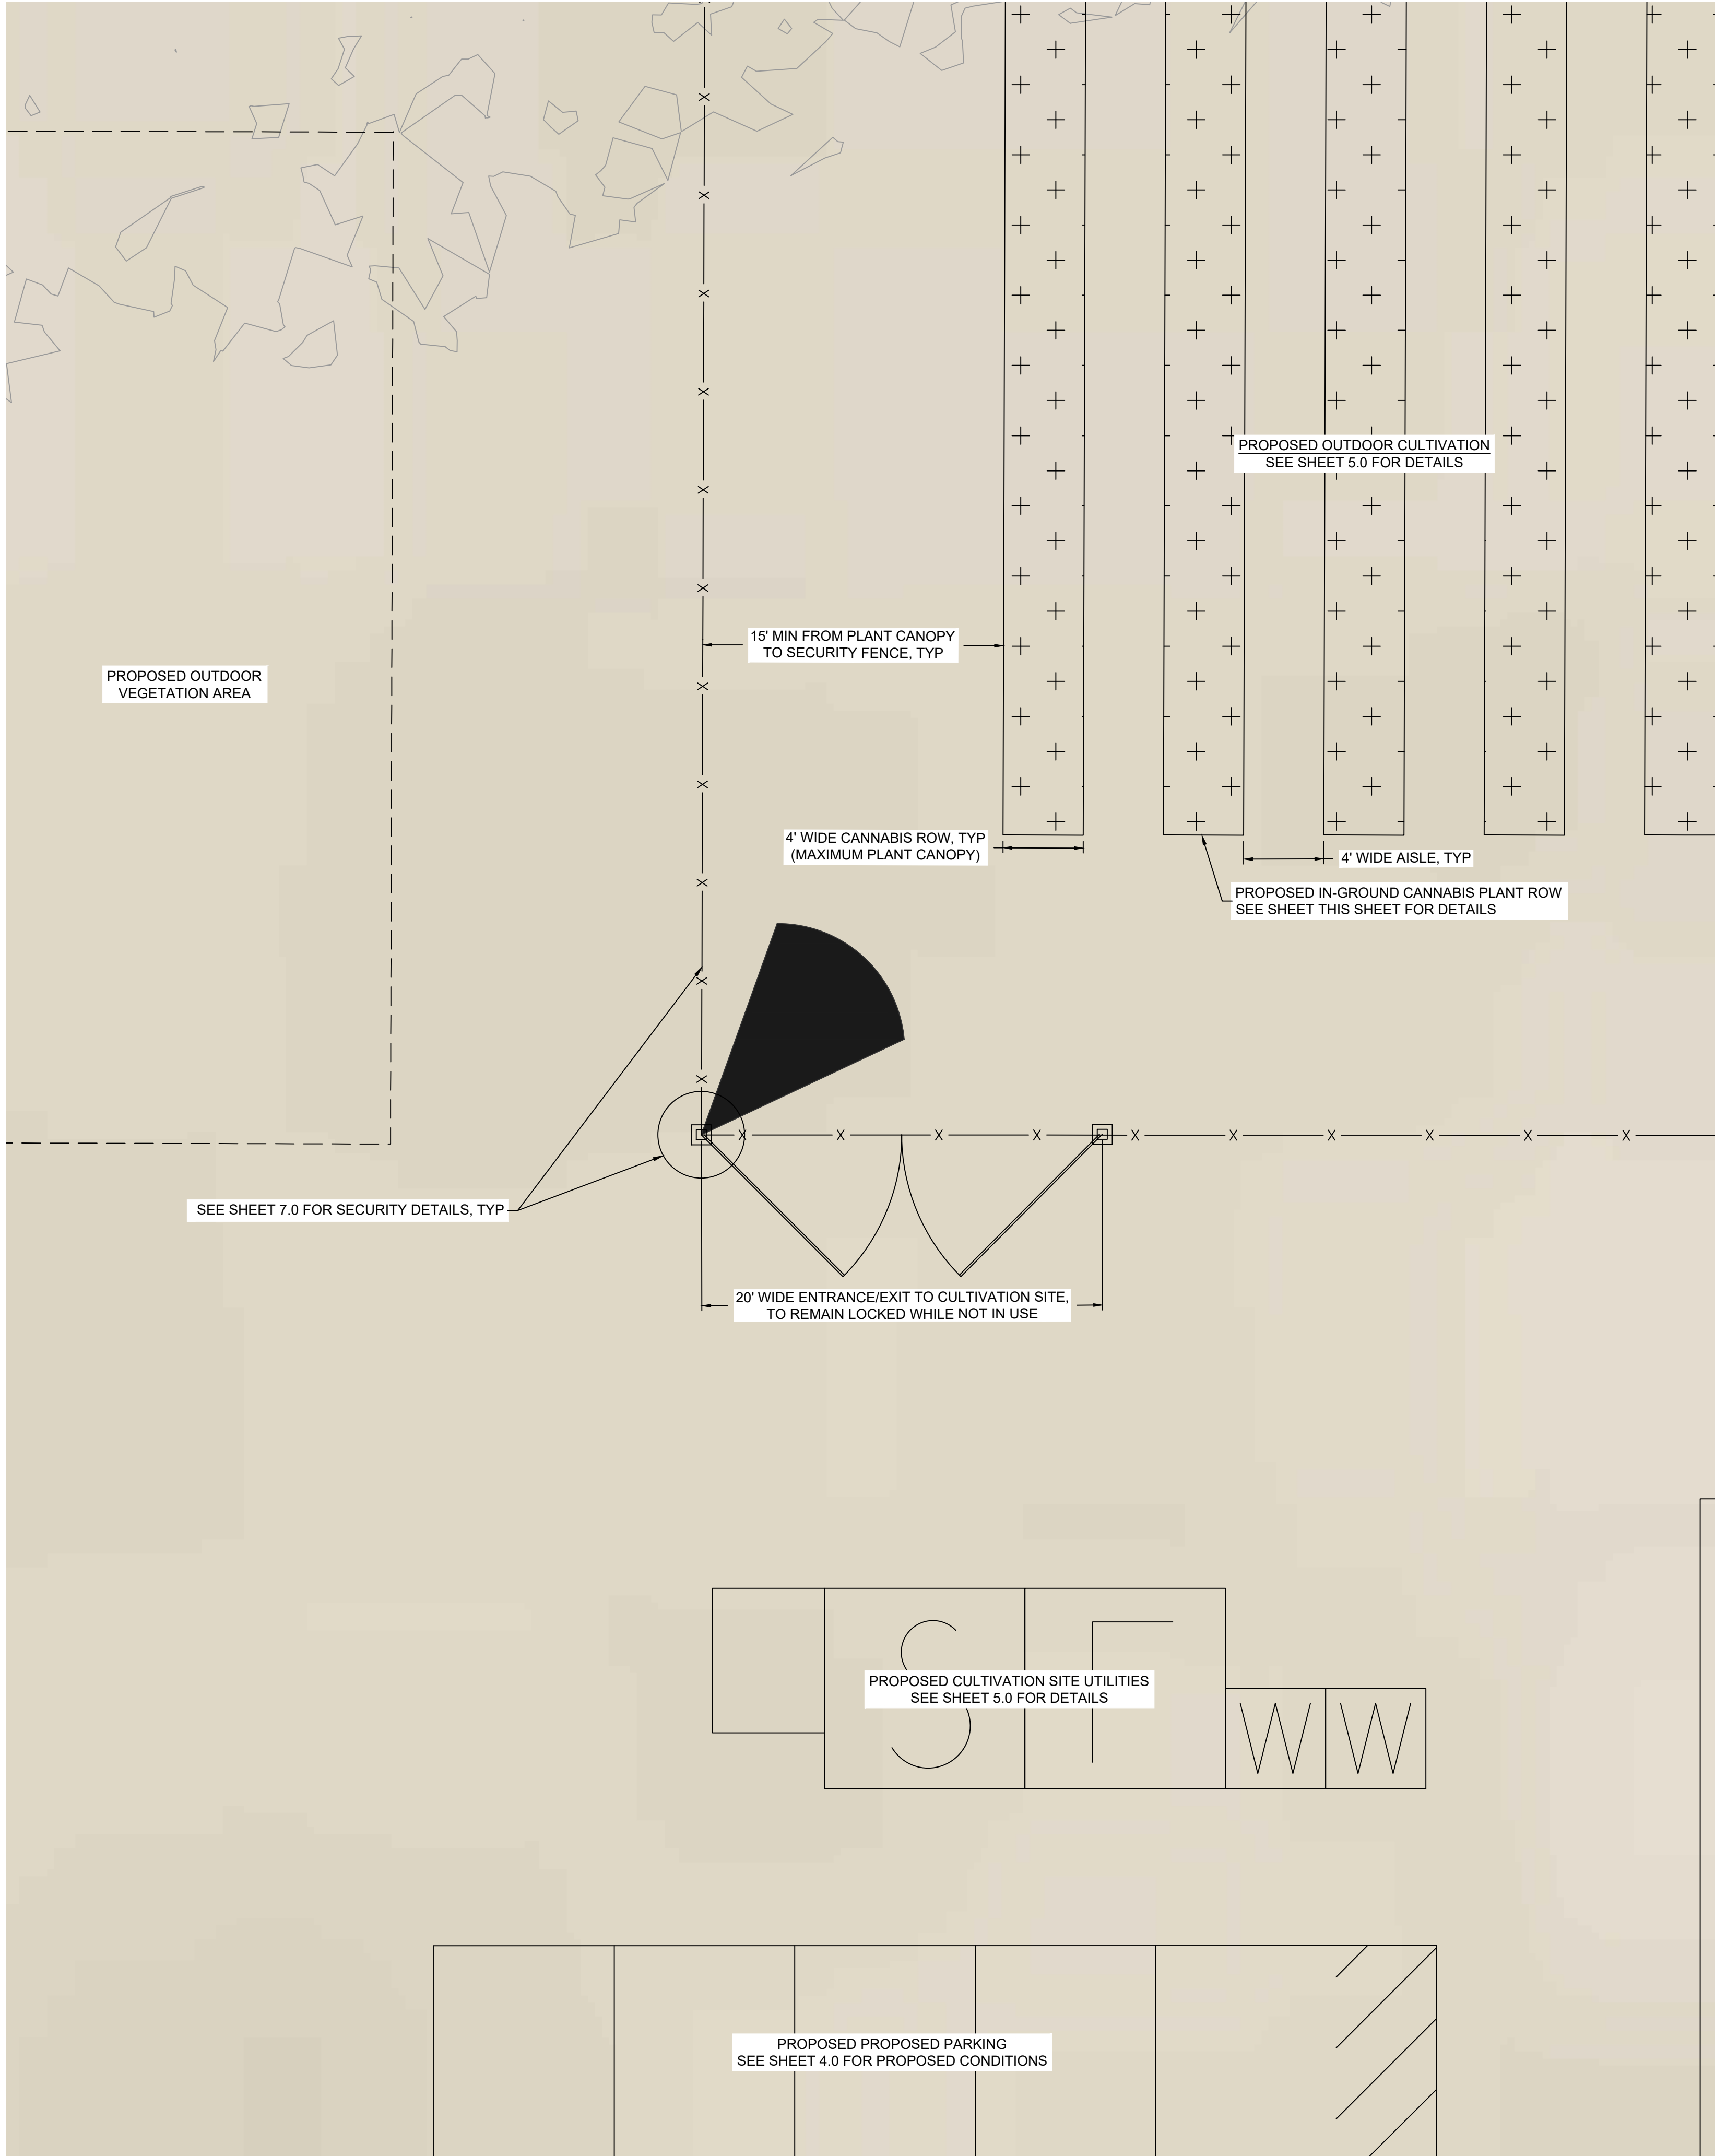 PROPOSED OUTDOOR CULTIVATION
SEE SHEET 5.0 FOR DETAILS
15' MIN FROM PLANT CANOPY
TO SECURITY FENCE, TYP
PROPOSED OUTDOOR
VEGETATION AREA
4' WIDE CANNABIS ROW, TYP
(MAXIMUM PLANT CANOPY)
4' WIDE AISLE, TYP
PROPOSED IN-GROUND CANNABIS PLANT ROW
SEE SHEET THIS SHEET FOR DETAILS
SEE SHEET 7.0 FOR SECURITY DETAILS, TYP
20' WIDE ENTRANCE/EXIT TO CULTIVATION SITE,
TO REMAIN LOCKED WHILE NOT IN USE
S F
PROPOSED CULTIVATION SITE UTILITIES
SEE SHEET 5.0 FOR DETAILS
W W
PROPOSED PROPOSED PARKING
SEE SHEET 4.0 FOR PROPOSED CONDITIONS